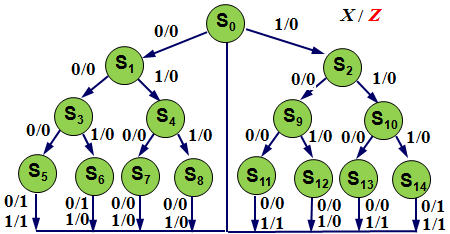 X / Z
S0
0/0 1/0
S1 S2
0/0 1/0 0/0 1/0
S3 S4 S9 S10
0/0 1/0 0/0 1/0 0/0 1/0 0/0 1/0
S5 S6 S7 S8 S11 S12 S13 S14
0/1 0/1 0/0 0/0 0/0 0/0 0/0 0/1
1/1 1/0 1/0 1/0 1/1 1/0 1/1 1/1